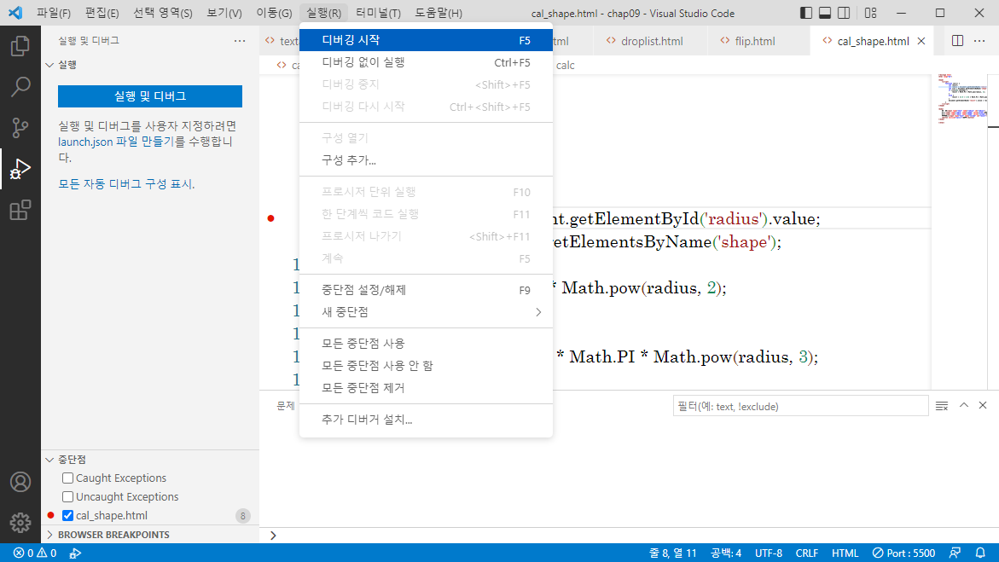 파일(F) 편집(E) 선택 영역(S) 보기(V) 이동(G) 실행(R) 터미널(T) 도움말(H) cal_shape.html - chap09 - Visual Studio Code
실행 및 디버그 ...
실행
실행 및 디버그
실행 및 디버그를 사용자 지정하려면
launch.json 파일 만들기를 수행합니
다.
모든 자동 디버그 구성 표시.
중단점
Caught Exceptions
Uncaught Exceptions
cal_shape.html 8
BROWSER BREAKPOINTS
디버깅 시작 F5
디버깅 없이 실행 Ctrl+F5
디버깅 중지 <Shift>+F5
디버깅 다시 시작 Ctrl+<Shift>+F5
구성 열기
구성 추가...
프로시저 단위 실행 F10
한 단계씩 코드 실행 F11
프로시저 나가기 <Shift>+F11
계속 F5
중단점 설정/해제 F9
새 중단점
모든 중단점 사용
모든 중단점 사용 안 함
모든 중단점 제거
추가 디버거 설치...
text tml droplist.html flip.html cal_shape.html ...
ca calc
nt.getElementById('radius').value;
etElementsByName('shape');
1
1 * Math.pow(radius, 2);
1
1
1 * Math.PI * Math.pow(radius, 3);
1
문제 필터(예: text, !exclude)
0 0 줄 8, 열 11 공백: 4 UTF-8 CRLF HTML Port : 5500